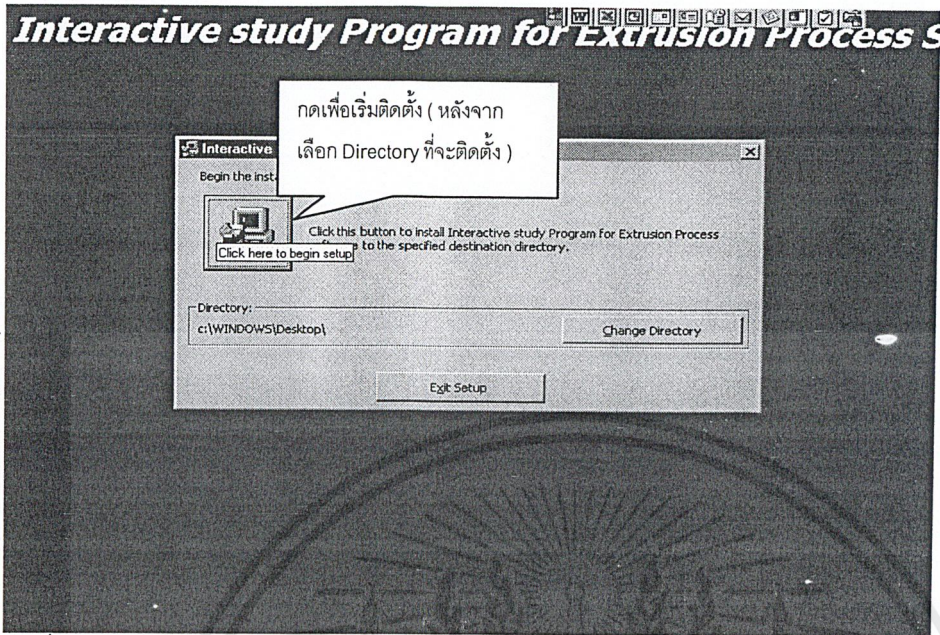 Interactive study Program for Extrusion Process S
กดเพื่อเริ่มติดตั้ง ( หลังจาก
เลือก Directory ที่จะติดตั้ง )
Interactive
Begin the inst
Click this button to install Interactive study Program for Extrusion Process
to the specified destination directory.
Click here to begin setup
Directory:
c:\WINDOWS\Desktop\
Change Directory
Exit Setup